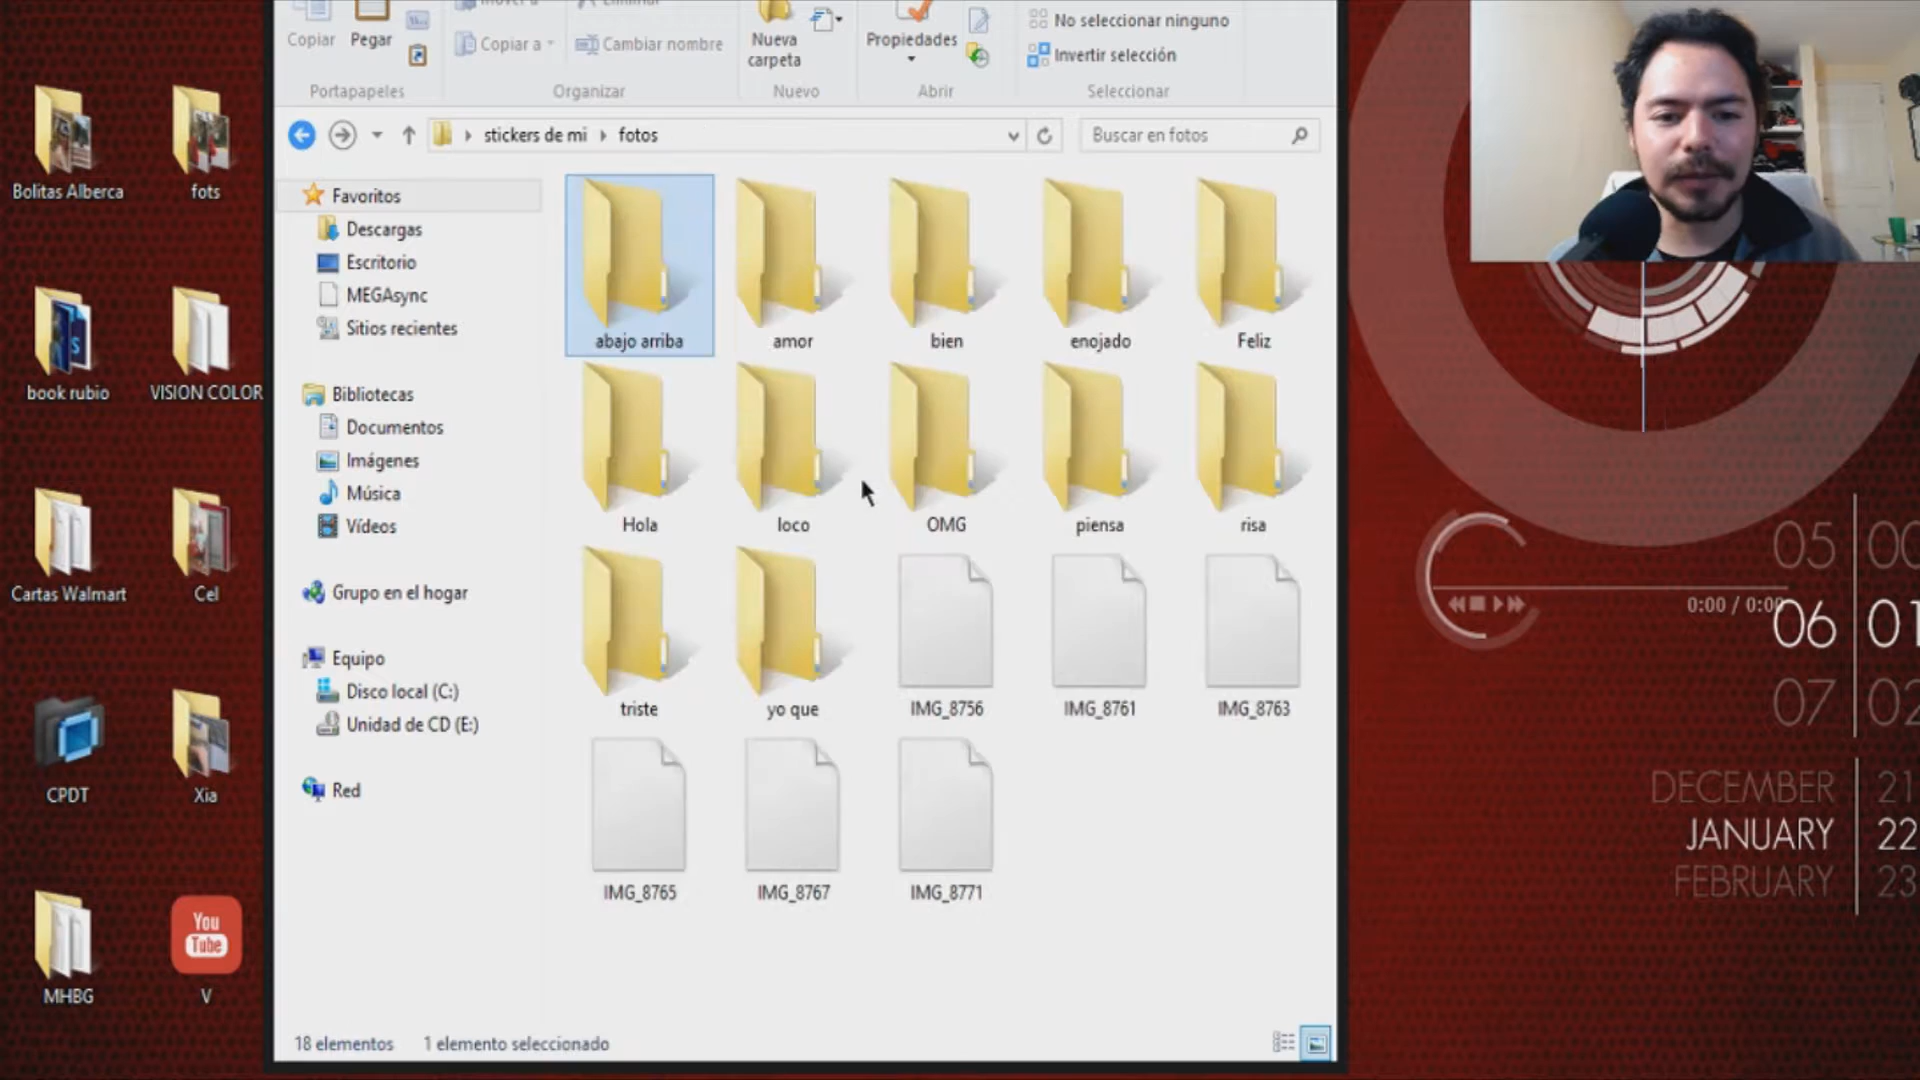 Copiar
Pegar
Copiar a
Cambiar nombre
Nueva carpeta
Propiedades
No seleccionar ninguno
Invertir selección
Portapapeles
Organizar
Nuevo
Abrir
Seleccionar
stickers de mi
fotos
Buscar en fotos
Favoritos
Descargas
Escritorio
MEGAsync
Sitios recientes
Bibliotecas
Documentos
Imágenes
Música
Vídeos
Grupo en el hogar
Equipo
Disco local (C:)
Unidad de CD (E:)
Red
abajo arriba
amor
bien
enojado
Feliz
Hola
loco
OMG
piensa
risa
triste
yo que
IMG_8756
IMG_8761
IMG_8763
IMG_8765
IMG_8767
IMG_8771
18 elementos
1 elemento seleccionado
Bolitas Alberca
fots
book rubio
VISION COLOR
Cartas Walmart
Cel
CPDT
Xia
You
Tube
MHBG
V
0:00 / 0:00
05
00
06
01
07
02
DECEMBER
21
JANUARY
22
FEBRUARY
23